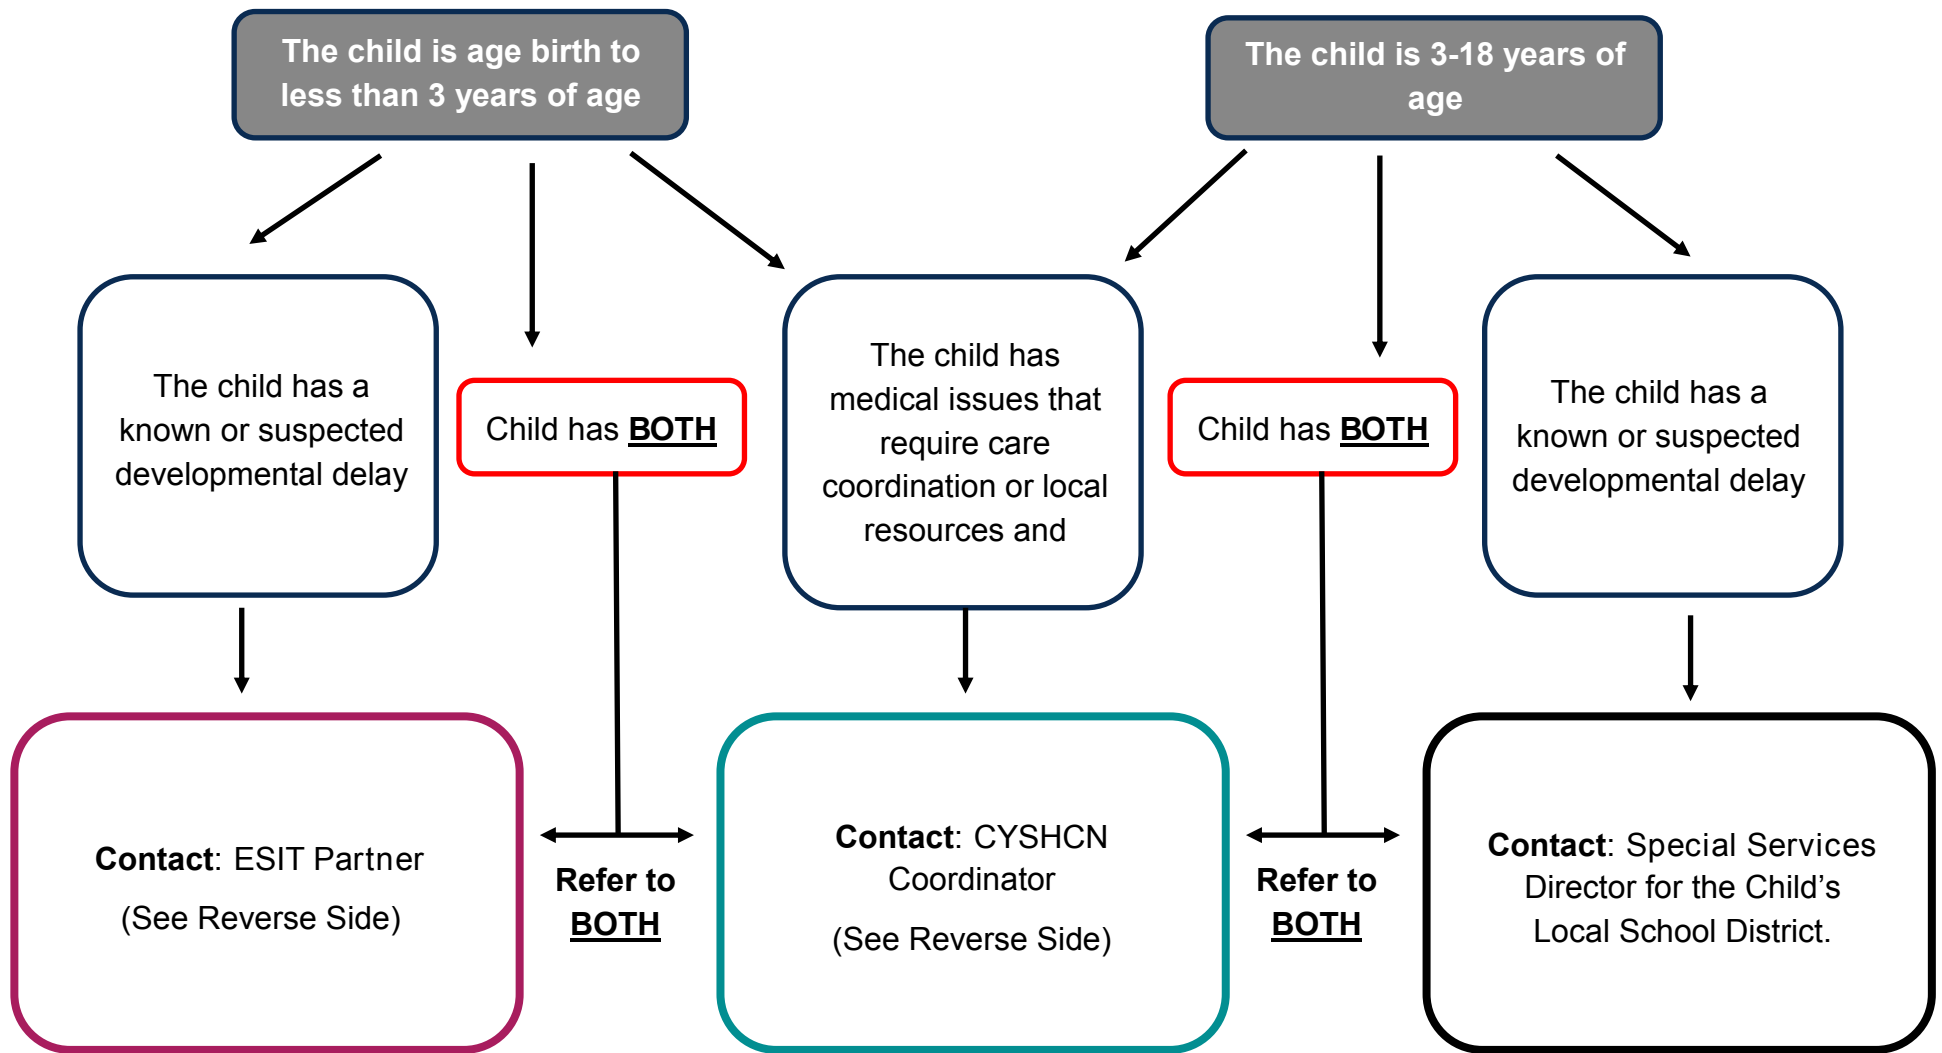 The child is age birth to
less than 3 years of age
The child is 3-18 years of
age
The child has a
known or suspected
developmental delay
Child has BOTH
The child has
medical issues that
require care
coordination or local
resources and
Child has BOTH
The child has a
known or suspected
developmental delay
Contact: ESIT Partner
(See Reverse Side)
Refer to
BOTH
Contact: CYSHCN
Coordinator
(See Reverse Side)
Refer to
BOTH
Contact: Special Services
Director for the Child’s
Local School District.